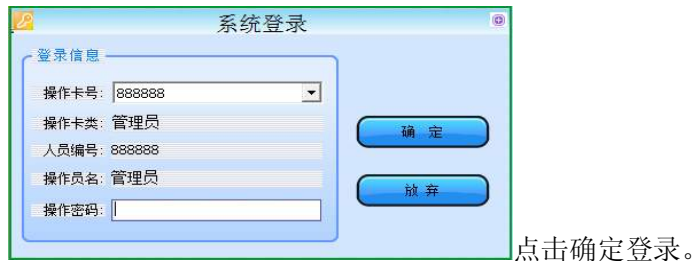 系统登录
登录信息
操作卡号: 888888
操作卡类: 管理员
人员编号: 888888
操作员名: 管理员
操作密码:
确 定
放 弃
点击确定登录。